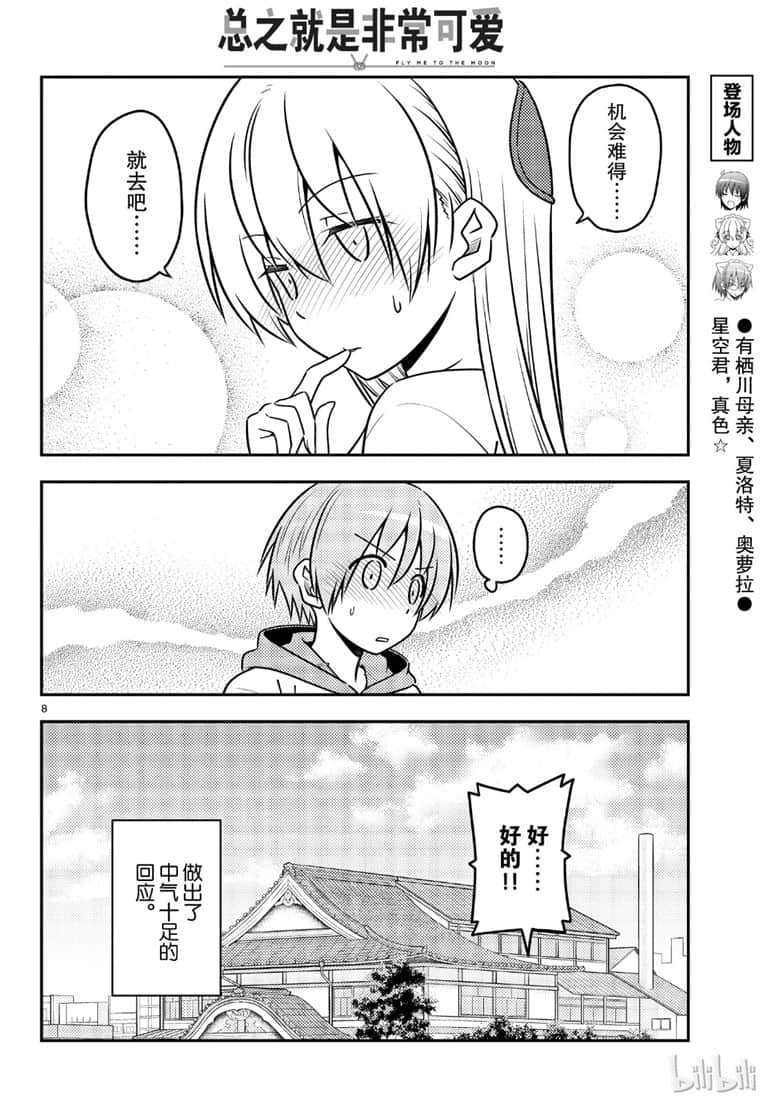 总之就是非常可爱
FLY ME TO THE MOON
机会难得……
就去吧……
登场人物
●有栖川母亲、夏洛特、奥萝拉●
星空君，真色☆
……
8
好……
好的!!
做出了
中气十足的
回应。
bilibili